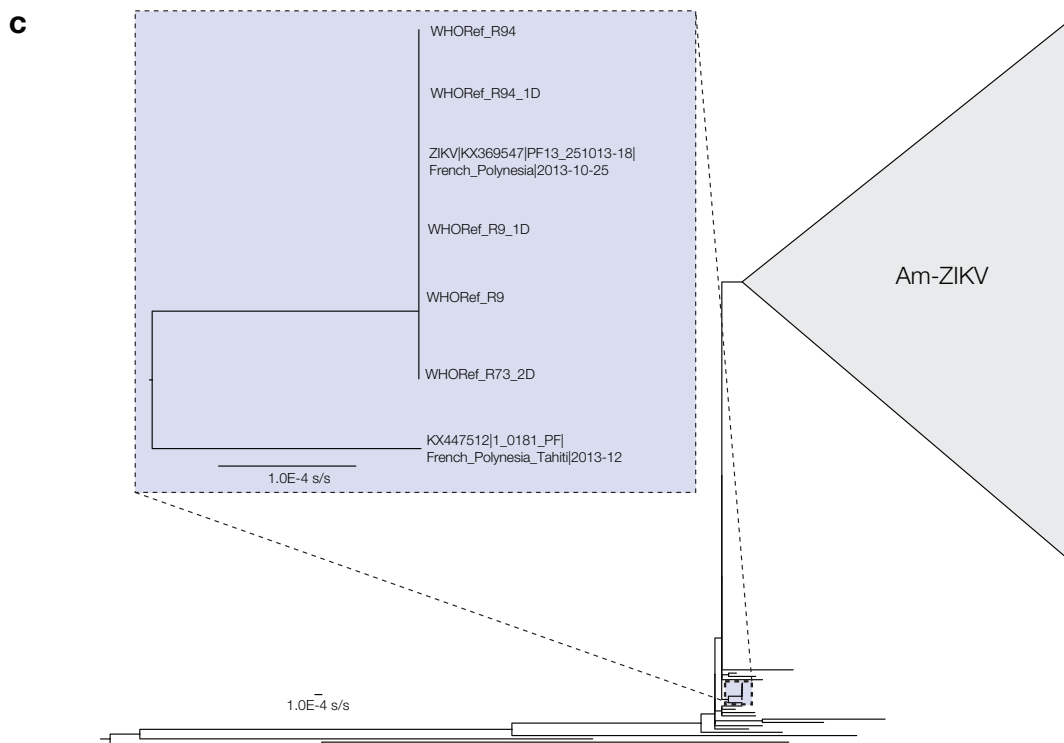 c
WHORef_R94
WHORef_R94_1D
ZIKV|KX369547|PF13_251013-18|
French_Polynesia|2013-10-25
WHORef_R9_1D
WHORef_R9
WHORef_R73_2D
KX447512|1_0181_PF|
French_Polynesia_Tahiti|2013-12
1.0E-4 s/s
Am-ZIKV
1.0E-4 s/s